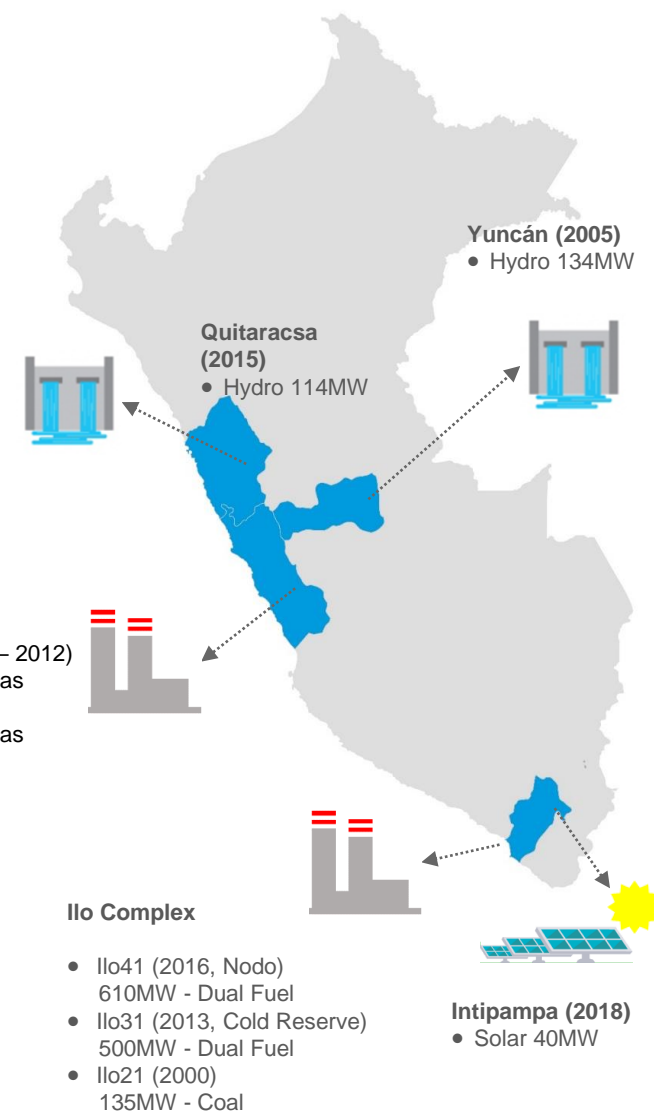 Yuncán (2005)
• Hydro 134MW
Quitaracsa
(2015)
• Hydro 114MW
– 2012)
as
as
Ilo Complex
• Ilo41 (2016, Nodo)
610MW - Dual Fuel
• Ilo31 (2013, Cold Reserve)
500MW - Dual Fuel
• Ilo21 (2000)
135MW - Coal
Intipampa (2018)
• Solar 40MW